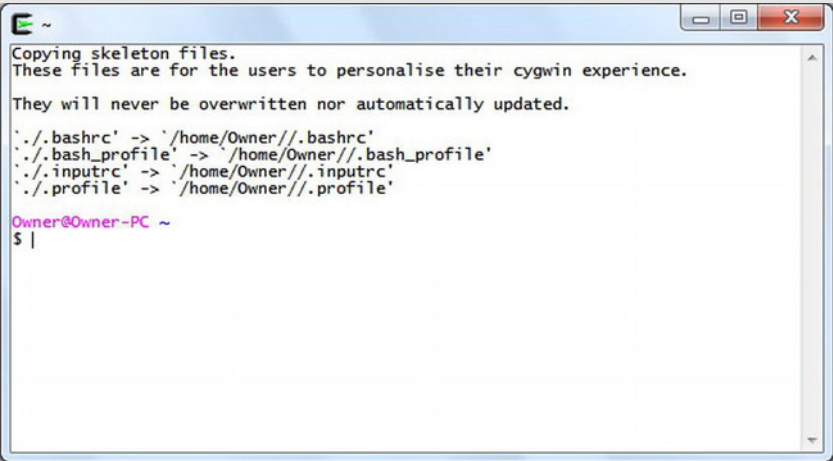 ~
Copying skeleton files.
These files are for the users to personalise their cygwin experience.
They will never be overwritten nor automatically updated.
`./.bashrc' -> `/home/Owner//.bashrc'
`./.bash_profile' -> `/home/Owner//.bash_profile'
`./.inputrc' -> `/home/Owner//.inputrc'
`./.profile' -> `/home/Owner//.profile'
Owner@Owner-PC ~
$